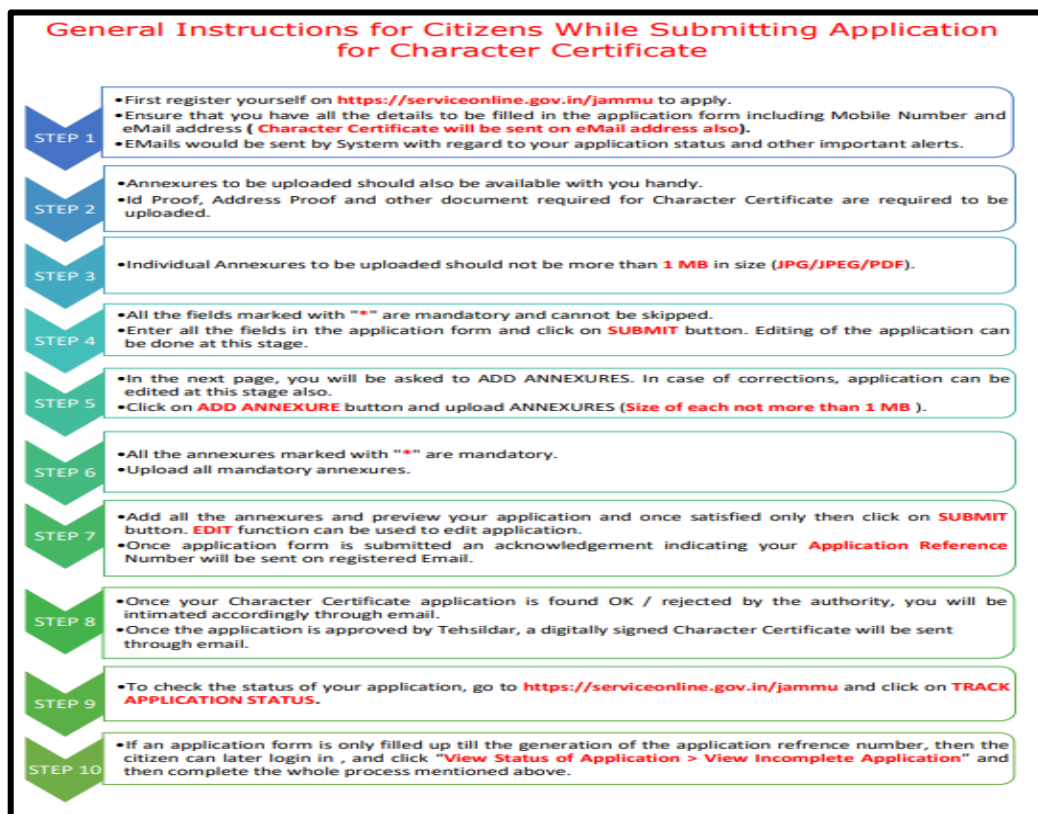 General Instructions for Citizens While Submitting Application
for Character Certificate
STEP 1
•First register yourself on https://serviceonline.gov.in/jammu to apply.
•Ensure that you have all the details to be filled in the application form including Mobile Number and
eMail address ( Character Certificate will be sent on eMail address also).
•EMails would be sent by System with regard to your application status and other important alerts.
STEP 2
•Annexures to be uploaded should also be available with you handy.
•Id Proof, Address Proof and other document required for Character Certificate are required to be
uploaded.
STEP 3
•Individual Annexures to be uploaded should not be more than 1 MB in size (JPG/JPEG/PDF).
STEP 4
•All the fields marked with "*" are mandatory and cannot be skipped.
•Enter all the fields in the application form and click on SUBMIT button. Editing of the application can
be done at this stage.
STEP 5
•In the next page, you will be asked to ADD ANNEXURES. In case of corrections, application can be
edited at this stage also.
•Click on ADD ANNEXURE button and upload ANNEXURES (Size of each not more than 1 MB ).
STEP 6
•All the annexures marked with "*" are mandatory.
•Upload all mandatory annexures.
STEP 7
•Add all the annexures and preview your application and once satisfied only then click on SUBMIT
button. EDIT function can be used to edit application.
•Once application form is submitted an acknowledgement indicating your Application Reference
Number will be sent on registered Email.
STEP 8
•Once your Character Certificate application is found OK / rejected by the authority, you will be
intimated accordingly through email.
•Once the application is approved by Tehsildar, a digitally signed Character Certificate will be sent
through email.
STEP 9
•To check the status of your application, go to https://serviceonline.gov.in/jammu and click on TRACK
APPLICATION STATUS.
STEP 10
•If an application form is only filled up till the generation of the application refrence number, then the
citizen can later login in , and click "View Status of Application > View Incomplete Application" and
then complete the whole process mentioned above.